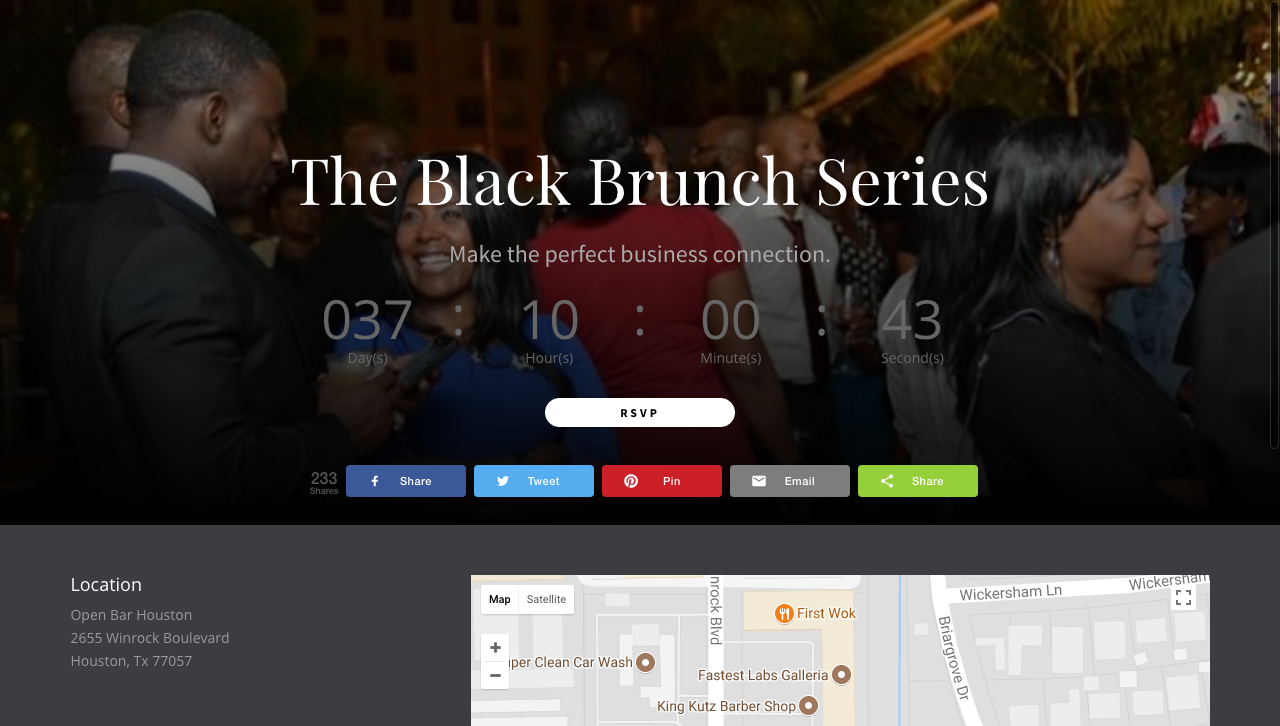 The Black Brunch Series
Make the perfect business connection.
037 : 10 : 00 : 43
Day(s) Hour(s) Minute(s) Second(s)
RSVP
233
Shares
Share
Tweet
Pin
Email
Share
Location
Open Bar Houston
2655 Winrock Boulevard
Houston, Tx 77057
Map Satellite
nrock Blvd
Wickersham Ln
Wickersham
First Wok
Briargrove Dr
+
uper Clean Car Wash
−
Fastest Labs Galleria
King Kutz Barber Shop